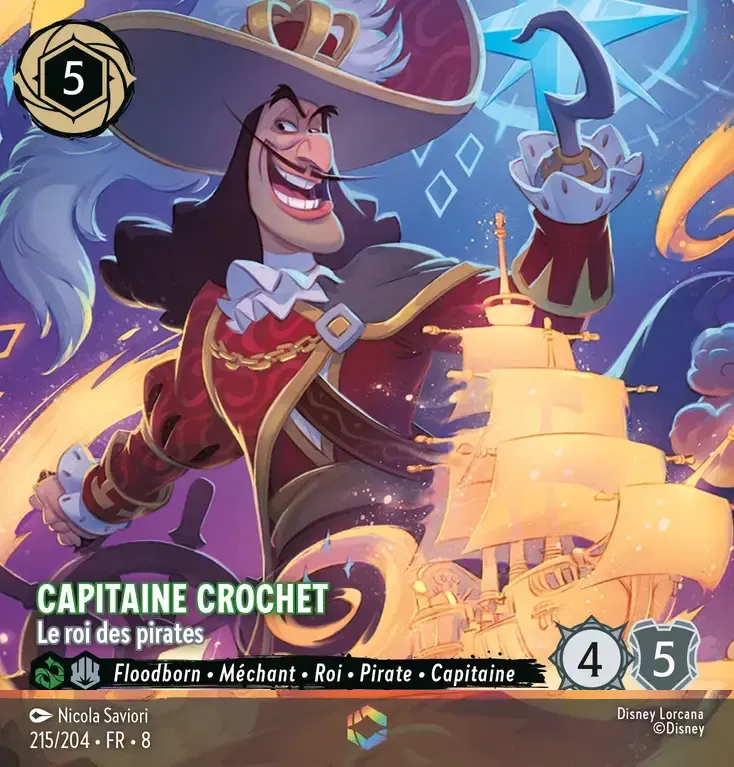 5
CAPITAINE CROCHET
Le roi des pirates
Floodborn • Méchant • Roi • Pirate • Capitaine
4
5
Nicola Saviori
215/204 • FR • 8
Disney Lorcana
©Disney